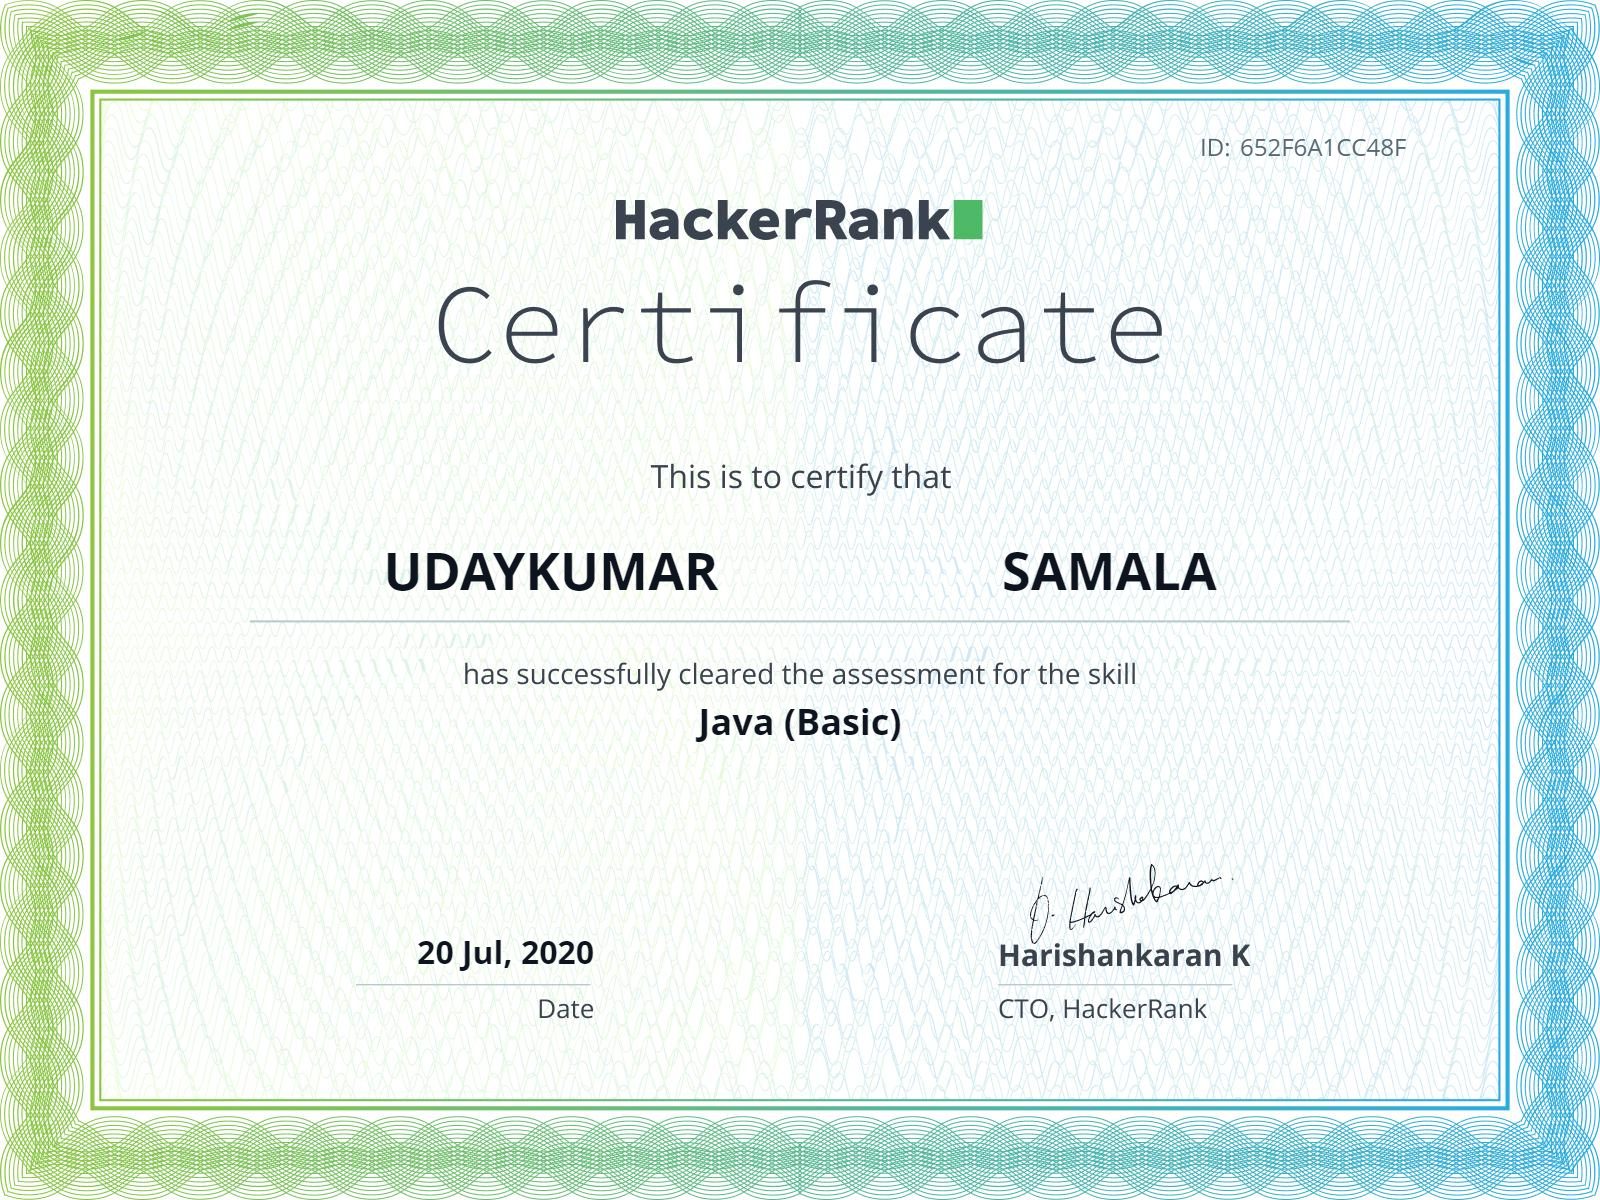 ID: 652F6A1CC48F
HackerRank
Certificate
This is to certify that
UDAYKUMAR SAMALA
has successfully cleared the assessment for the skill
Java (Basic)
20 Jul, 2020
Date
Harishankaran K
CTO, HackerRank